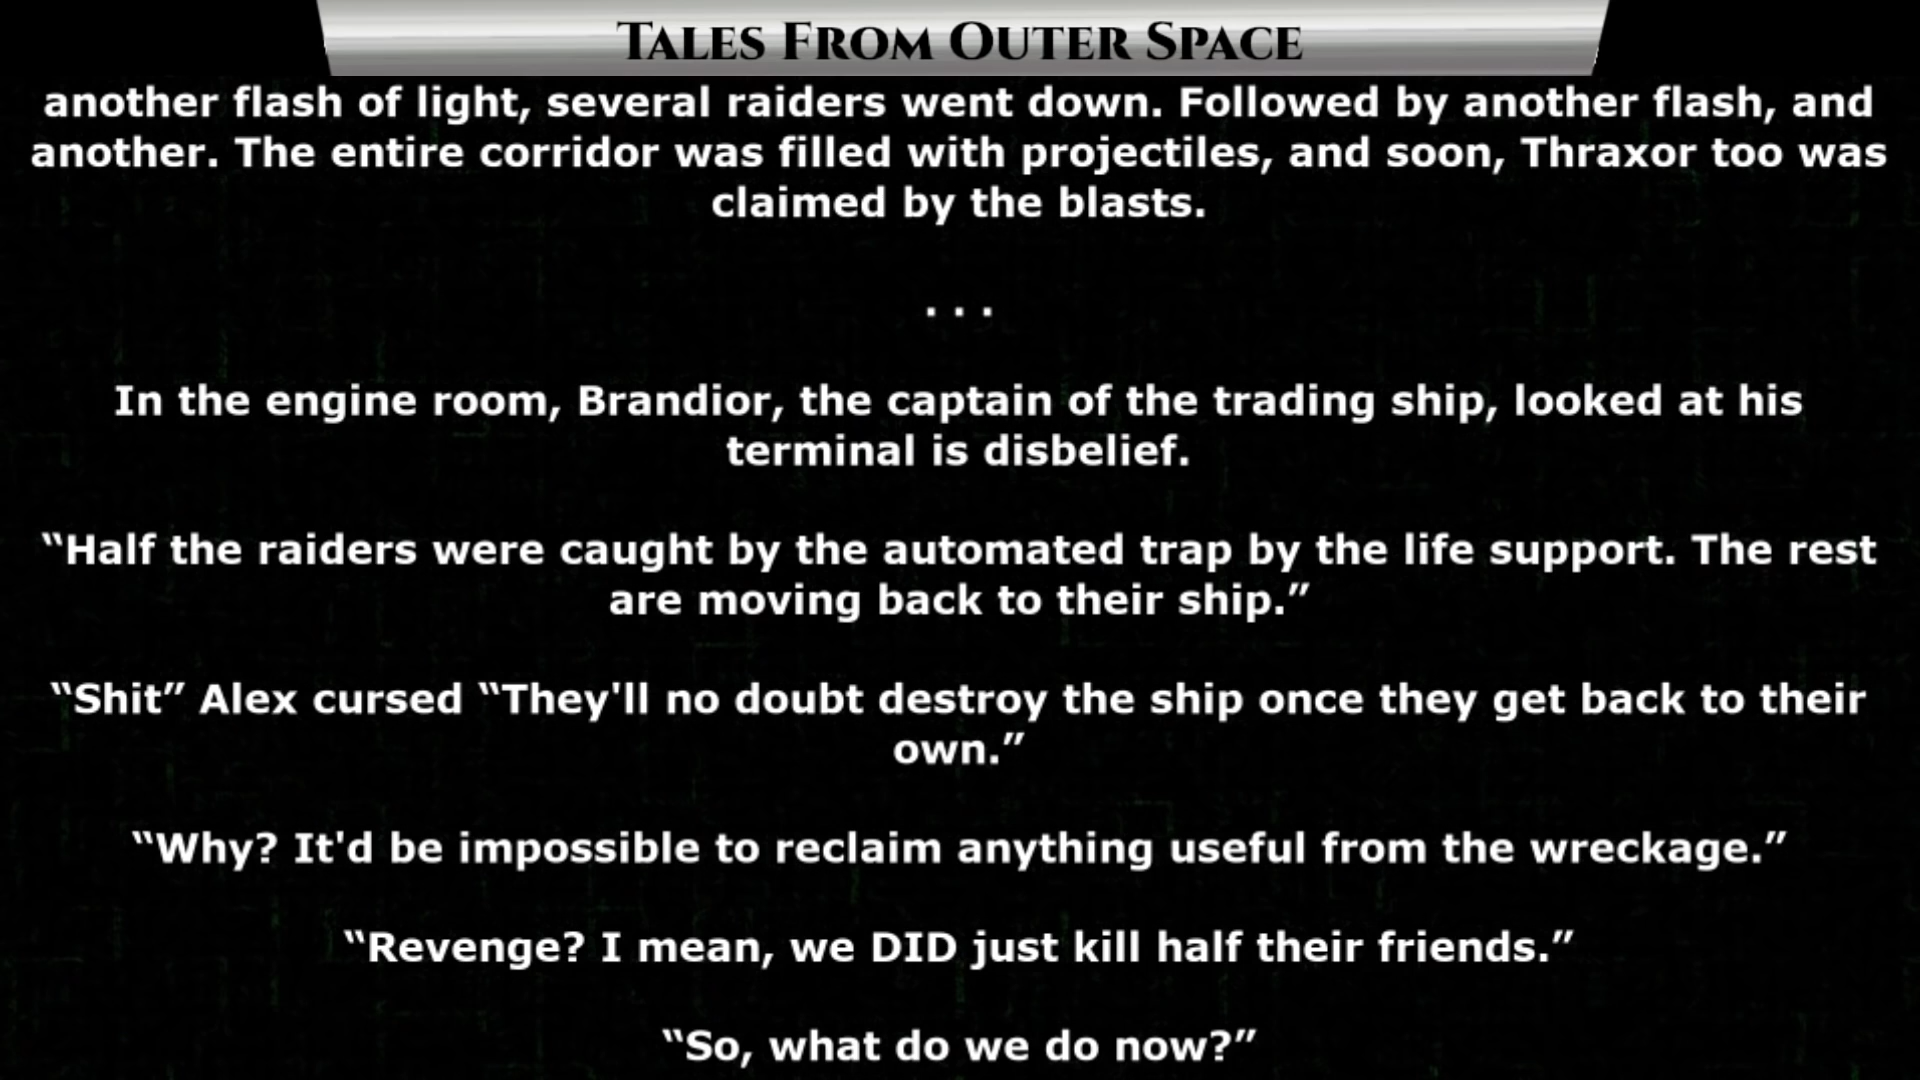 Tales From Outer Space
another flash of light, several raiders went down. Followed by another flash, and
another. The entire corridor was filled with projectiles, and soon, Thraxor too was
claimed by the blasts.
. . .
In the engine room, Brandior, the captain of the trading ship, looked at his
terminal is disbelief.
“Half the raiders were caught by the automated trap by the life support. The rest
are moving back to their ship.”
“Shit” Alex cursed “They'll no doubt destroy the ship once they get back to their
own.”
“Why? It'd be impossible to reclaim anything useful from the wreckage.”
“Revenge? I mean, we DID just kill half their friends.”
“So, what do we do now?”